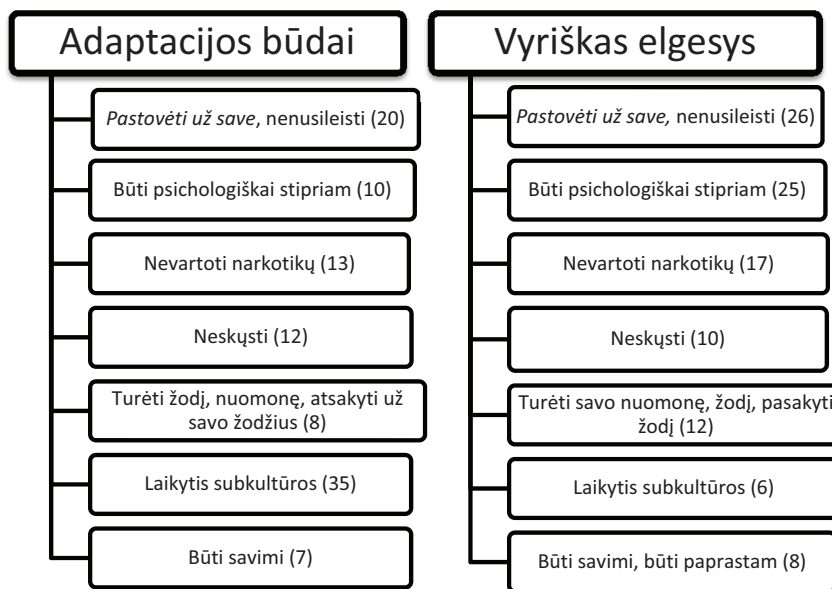 Adaptacijos būdai
Pastovėti už save, nenusileisti (20)
Būti psichologiškai stipriam (10)
Nevartoti narkotikų (13)
Neskųsti (12)
Turėti žodį, nuomonę, atsakyti už
savo žodžius (8)
Laikytis subkultūros (35)
Būti savimi (7)
Vyriškas elgesys
Pastovėti už save, nenusileisti (26)
Būti psichologiškai stipriam (25)
Nevartoti narkotikų (17)
Neskųsti (10)
Turėti savo nuomonę, žodį, pasakyti
žodį (12)
Laikytis subkultūros (6)
Būti savimi, būti paprastam (8)